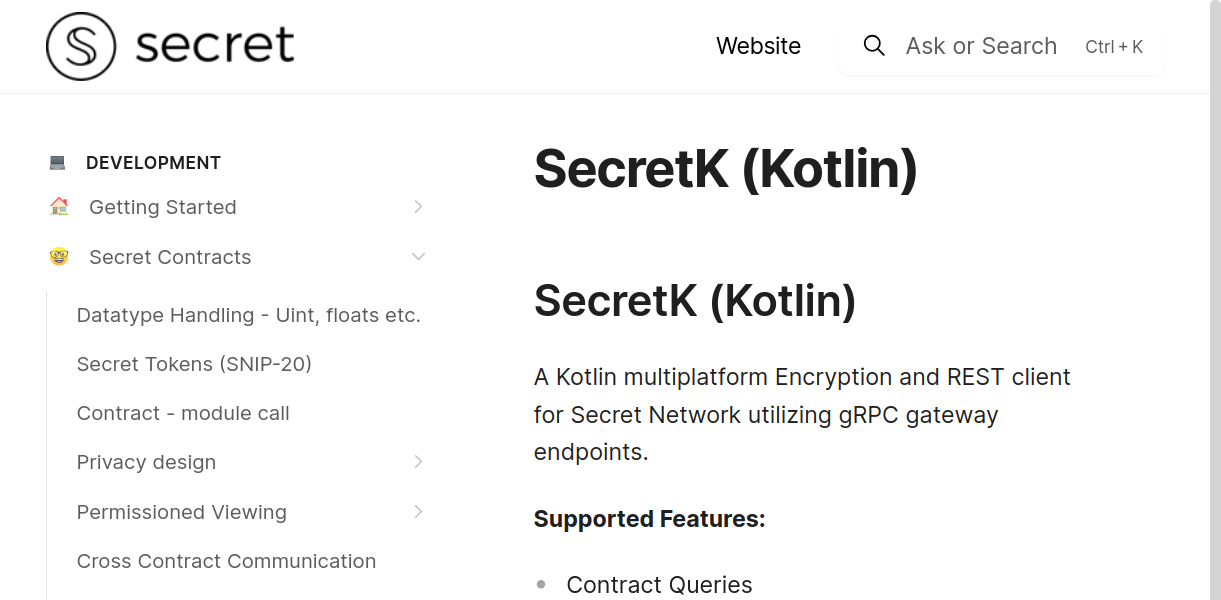 secret
Website
Ask or Search
Ctrl + K
DEVELOPMENT
Getting Started
Secret Contracts
Datatype Handling - Uint, floats etc.
Secret Tokens (SNIP-20)
Contract - module call
Privacy design
Permissioned Viewing
Cross Contract Communication
SecretK (Kotlin)
SecretK (Kotlin)
A Kotlin multiplatform Encryption and REST client
for Secret Network utilizing gRPC gateway
endpoints.
Supported Features:
Contract Queries